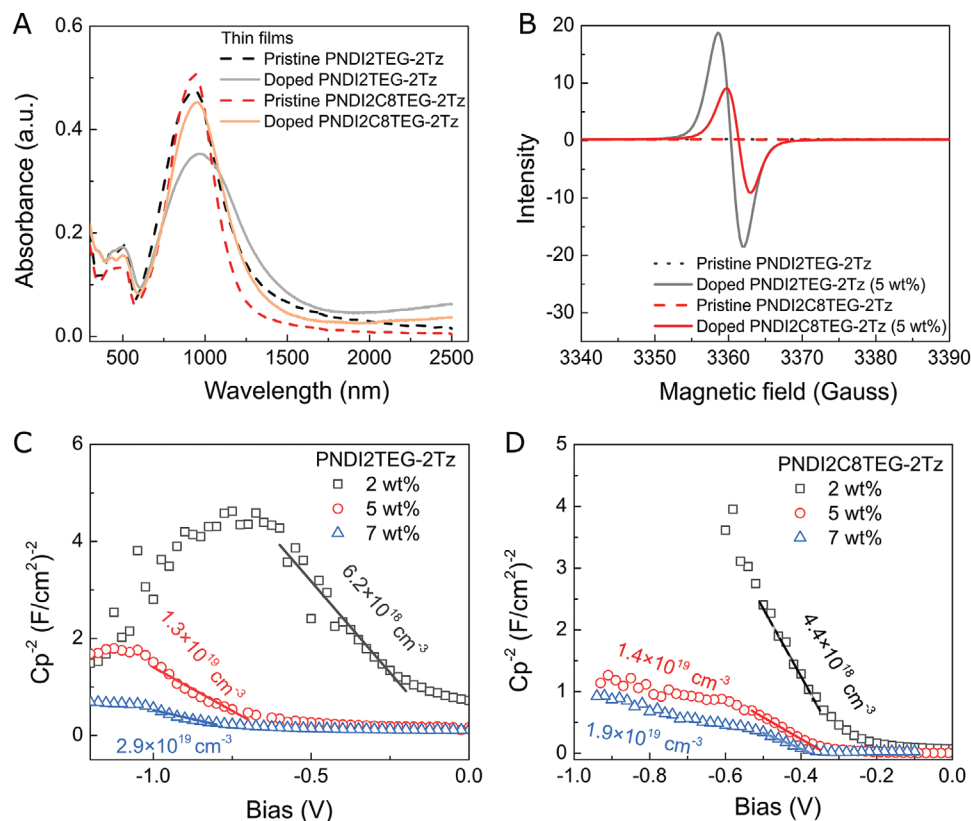 A
Thin films
Pristine PNDI2TEG-2Tz
Doped PNDI2TEG-2Tz
Pristine PNDI2C8TEG-2Tz
Doped PNDI2C8TEG-2Tz
Absorbance (a.u.)
0.6
0.4
0.2
0.0
500
1000
1500
2000
2500
Wavelength (nm)
B
Intensity
20
10
0
-10
-20
-30
Pristine PNDI2TEG-2Tz
Doped PNDI2TEG-2Tz (5 wt%)
Pristine PNDI2C8TEG-2Tz
Doped PNDI2C8TEG-2Tz (5 wt%)
3340
3350
3360
3370
3380
3390
Magnetic field (Gauss)
C
PNDI2TEG-2Tz
2 wt%
5 wt%
7 wt%
Cp⁻² (F/cm²)⁻²
6
4
2
0
6.2×10¹⁸ cm⁻³
1.3×10¹⁹ cm⁻³
2.9×10¹⁹ cm⁻³
-1.0
-0.5
0.0
Bias (V)
D
PNDI2C8TEG-2Tz
2 wt%
5 wt%
7 wt%
Cp⁻² (F/cm²)⁻²
5
4
3
2
1
0
4.4×10¹⁸ cm⁻³
1.4×10¹⁹ cm⁻³
1.9×10¹⁹ cm⁻³
-1.0
-0.8
-0.6
-0.4
-0.2
0.0
Bias (V)